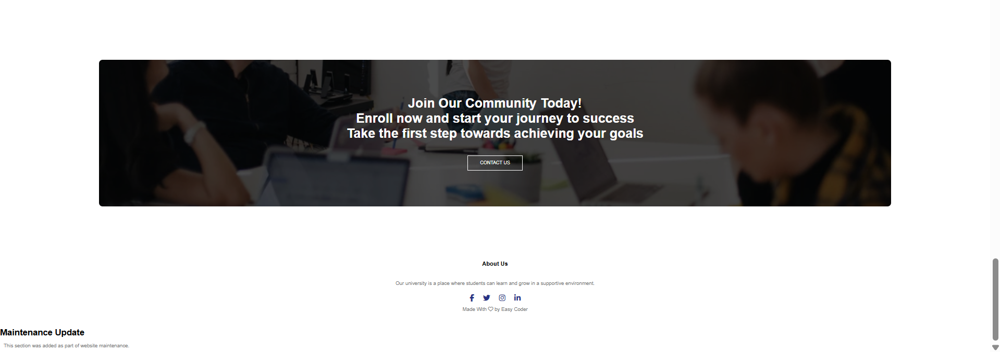 Join Our Community Today!
Enroll now and start your journey to success
Take the first step towards achieving your goals
CONTACT US
About Us
Our university is a place where students can learn and grow in a supportive environment.
Made With ♡ by Easy Coder
Maintenance Update
This section was added as part of website maintenance.